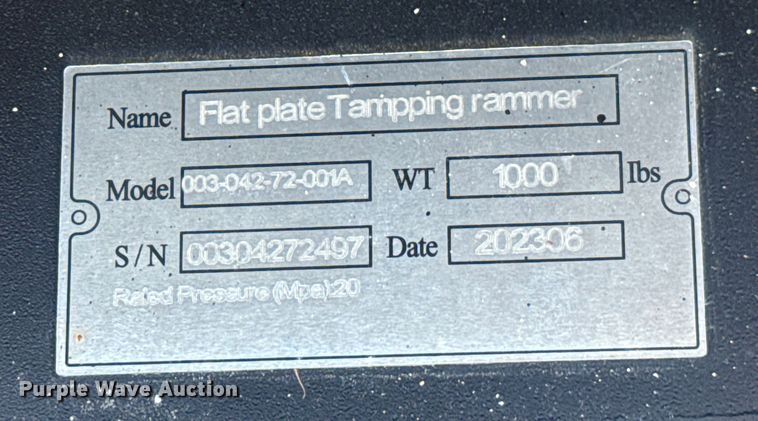 Name Flat plate Tampping rammer
Model 003-042-72-001A WT 1000 lbs
S/N 00304272497 Date 202306
Rated Pressure (Mpa):20
Purple Wave Auction